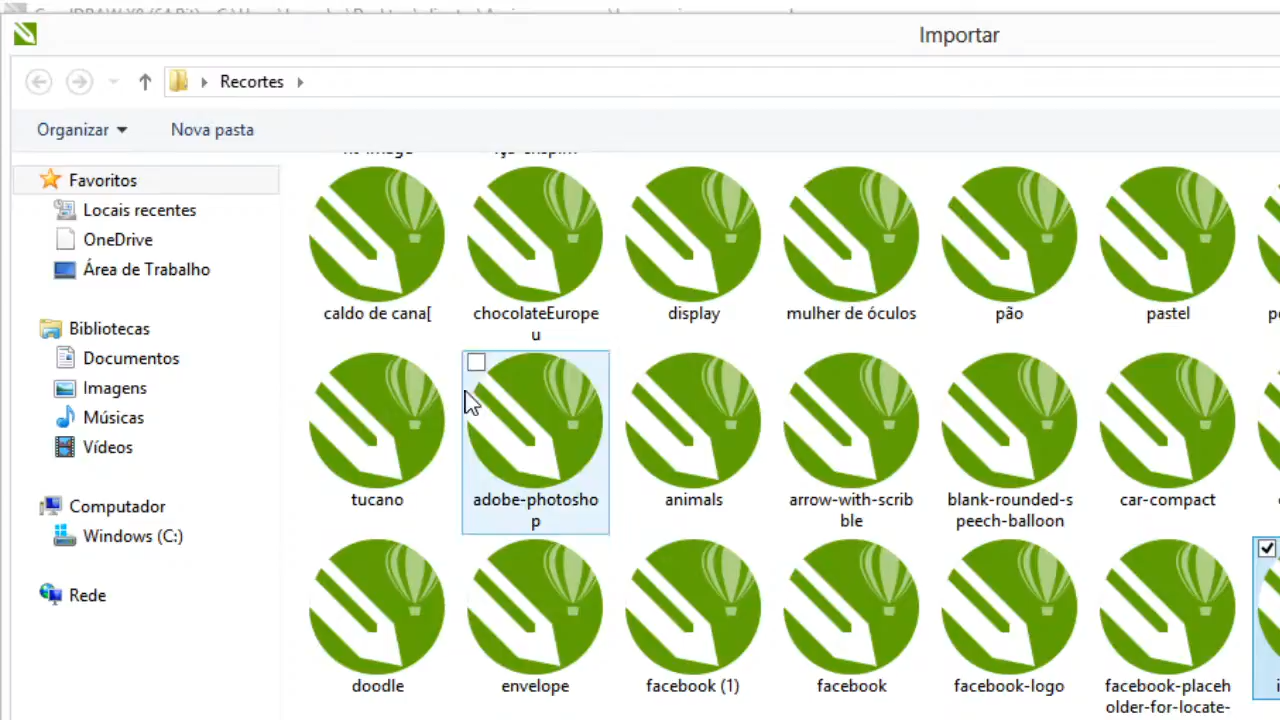 Importar
Recortes
Organizar
Nova pasta
Favoritos
Locais recentes
OneDrive
Área de Trabalho
Bibliotecas
Documentos
Imagens
Músicas
Vídeos
Computador
Windows (C:)
Rede
caldo de cana[
chocolateEurope
u
display
mulher de óculos
pão
pastel
tucano
adobe-photosho
p
animals
arrow-with-scrib
ble
blank-rounded-s
peech-balloon
car-compact
doodle
envelope
facebook (1)
facebook
facebook-logo
facebook-placeh
older-for-locate-